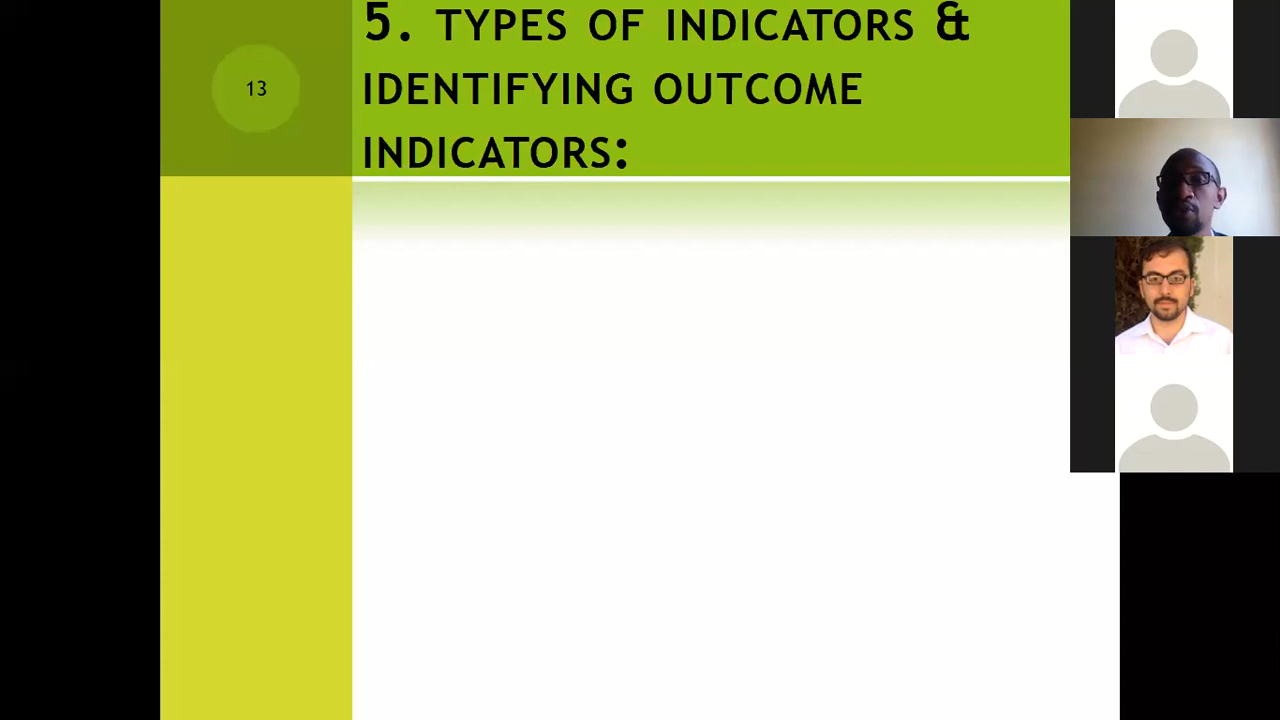 13
5. TYPES OF INDICATORS &
IDENTIFYING OUTCOME
INDICATORS: